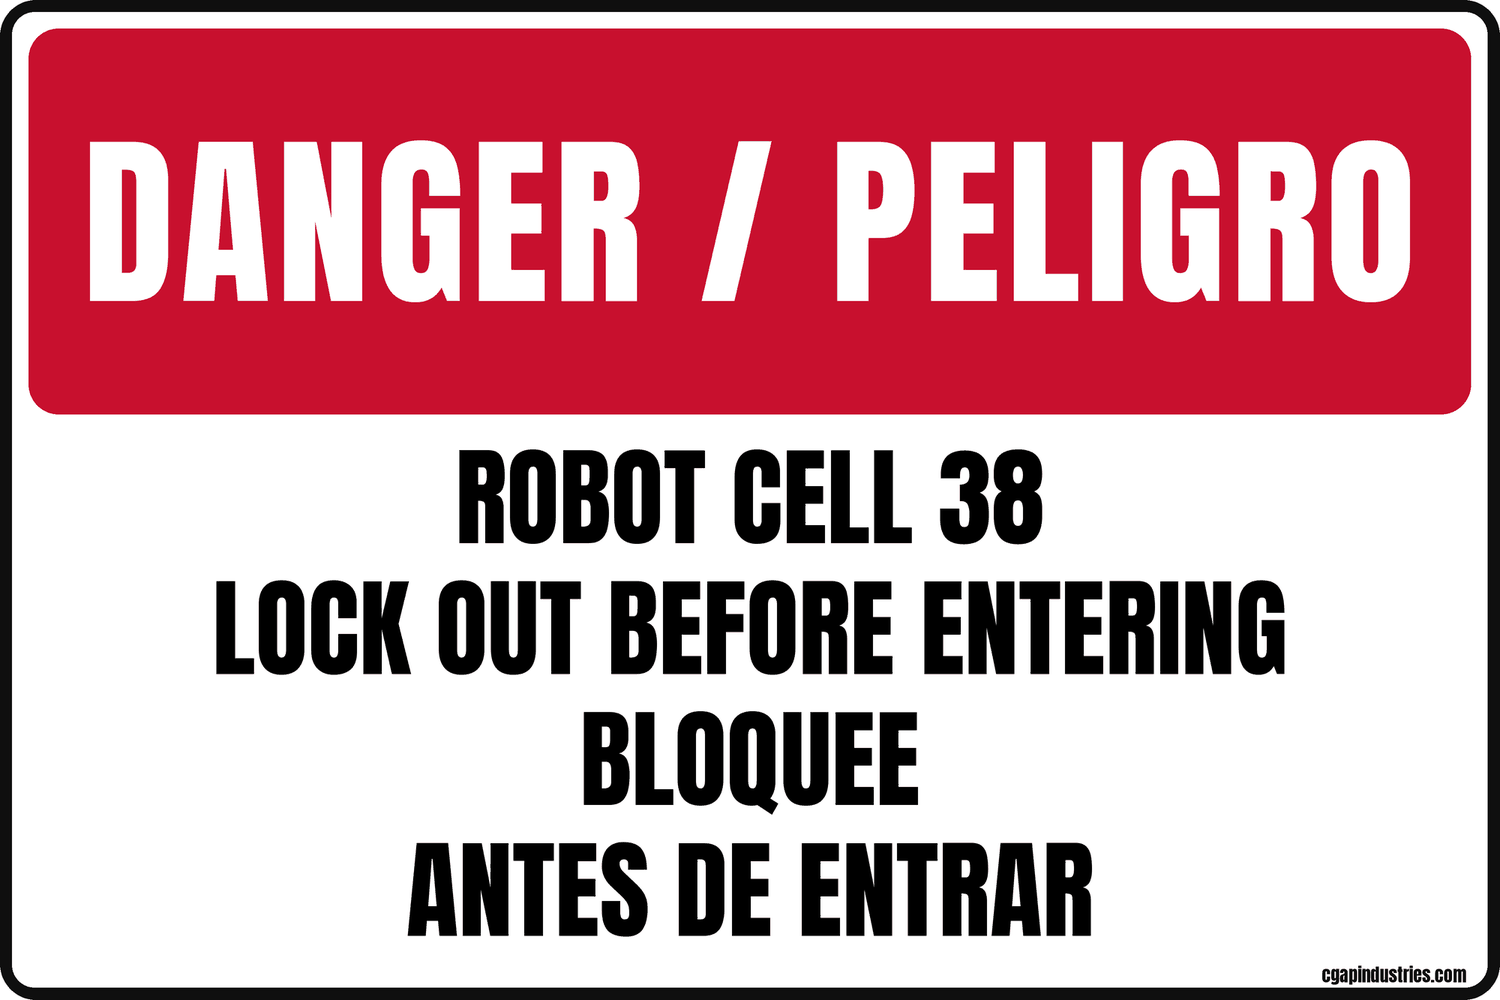 DANGER / PELIGRO
ROBOT CELL 38
LOCK OUT BEFORE ENTERING
BLOQUEE
ANTES DE ENTRAR
cgapindustries.com